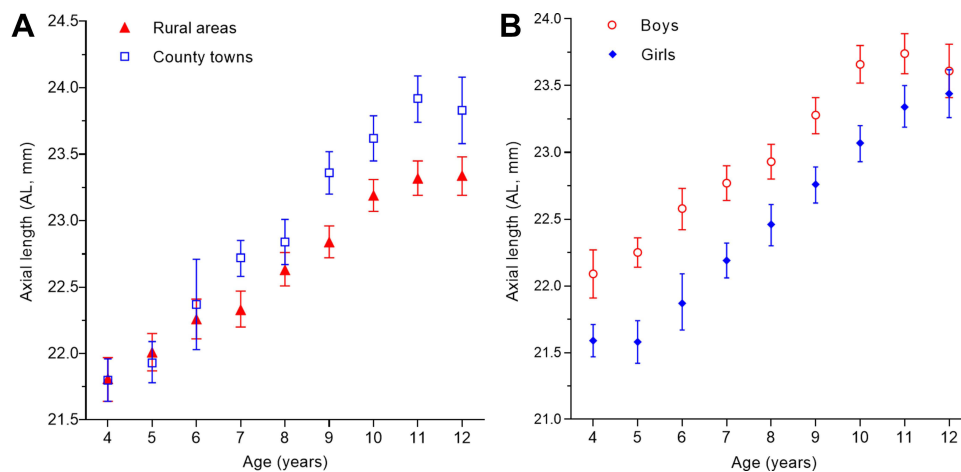 A
Rural areas
County towns
Axial length (AL, mm)
24.5
24.0
23.5
23.0
22.5
22.0
21.5
4 5 6 7 8 9 10 11 12
Age (years)
B
Boys
Girls
Axial length (AL, mm)
24.0
23.5
23.0
22.5
22.0
21.5
21.0
4 5 6 7 8 9 10 11 12
Age (years)